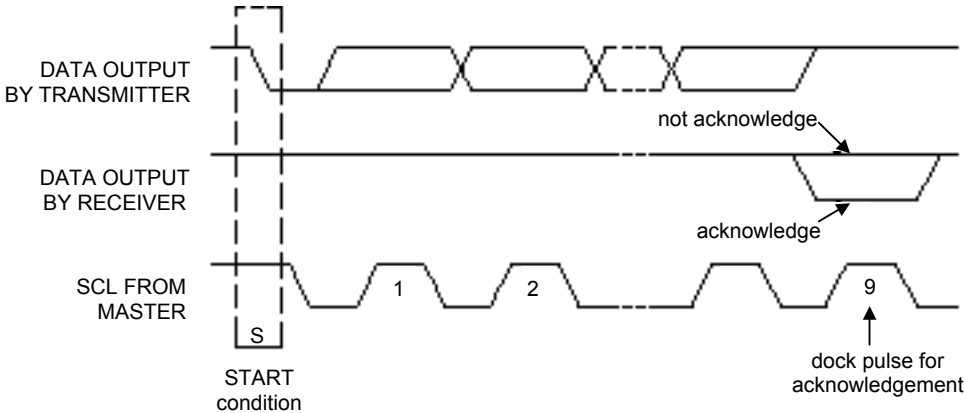 DATA OUTPUT
BY TRANSMITTER
not acknowledge
DATA OUTPUT
BY RECEIVER
acknowledge
SCL FROM
MASTER
1
2
9
S
START
condition
dock pulse for
acknowledgement